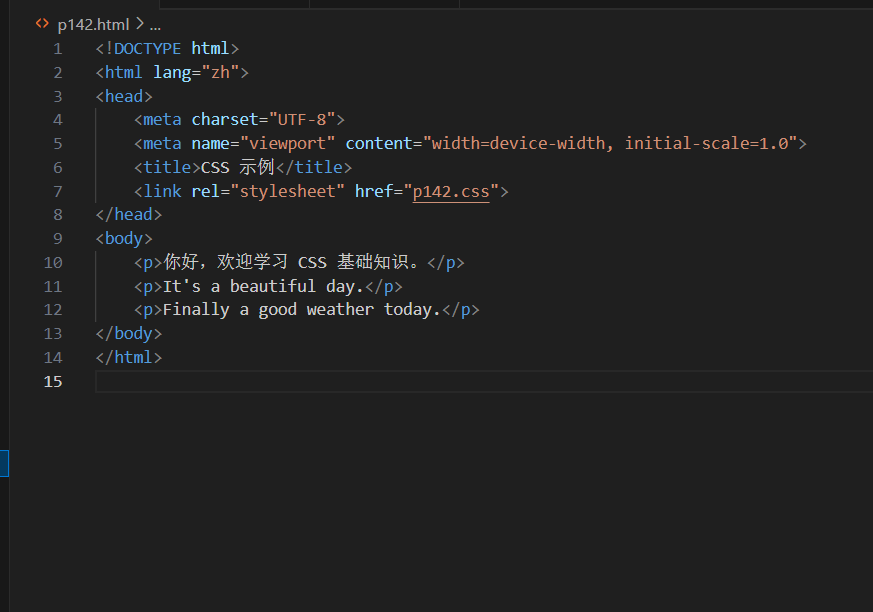 <> p142.html > ...
1 <!DOCTYPE html>
2 <html lang="zh">
3 <head>
4     <meta charset="UTF-8">
5     <meta name="viewport" content="width=device-width, initial-scale=1.0">
6     <title>CSS 示例</title>
7     <link rel="stylesheet" href="p142.css">
8 </head>
9 <body>
10     <p>你好，欢迎学习 CSS 基础知识。</p>
11     <p>It's a beautiful day.</p>
12     <p>Finally a good weather today.</p>
13 </body>
14 </html>
15